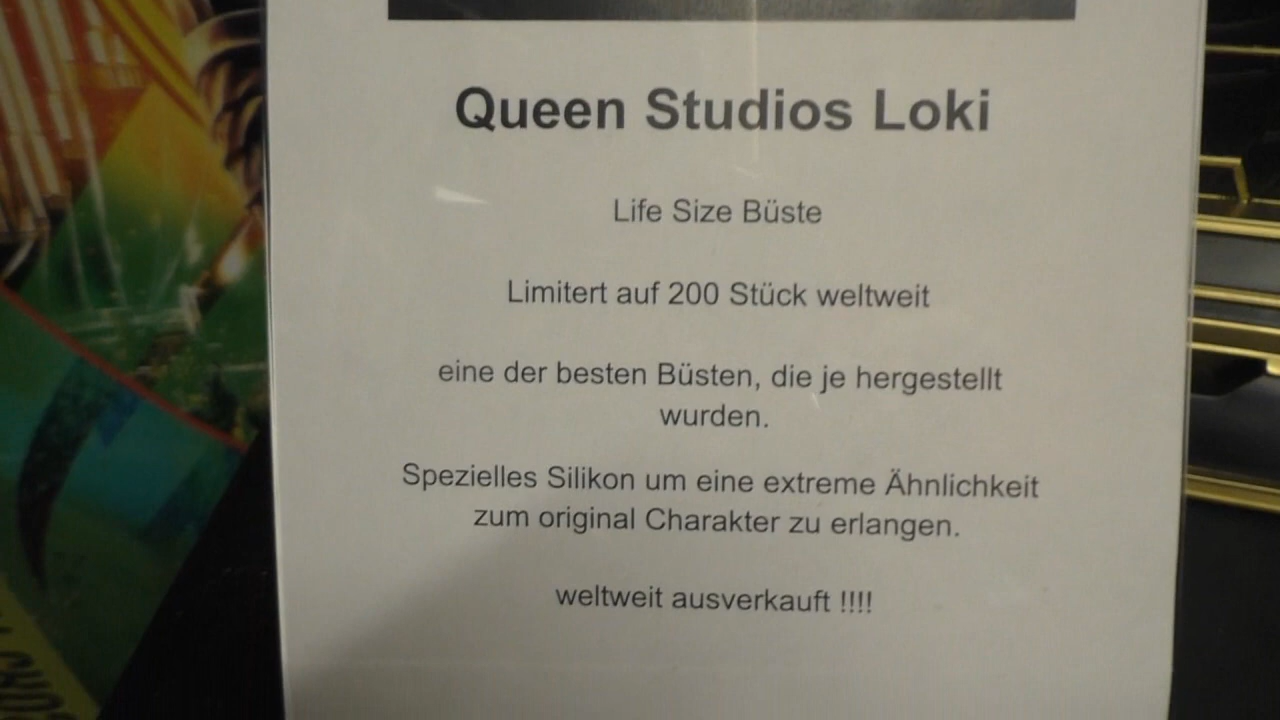 Queen Studios Loki
Life Size Büste
Limitert auf 200 Stück weltweit
eine der besten Büsten, die je hergestellt
wurden.
Spezielles Silikon um eine extreme Ähnlichkeit
zum original Charakter zu erlangen.
weltweit ausverkauft !!!!